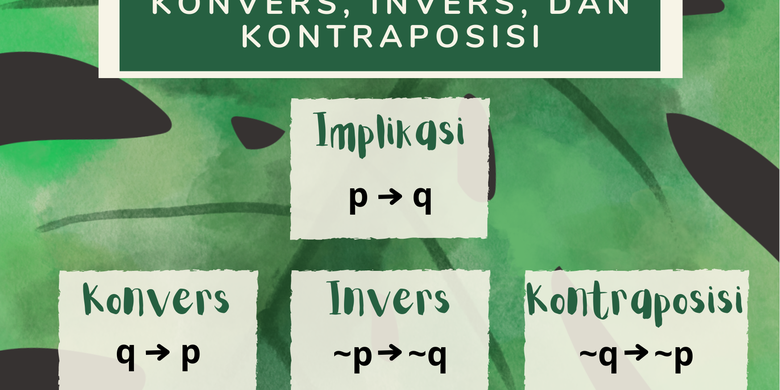 KONVERS, INVERS, DAN
KONTRAPOSISI
Implikasi
p → q
Konvers
q → p
Invers
~p → ~q
Kontraposisi
~q → ~p